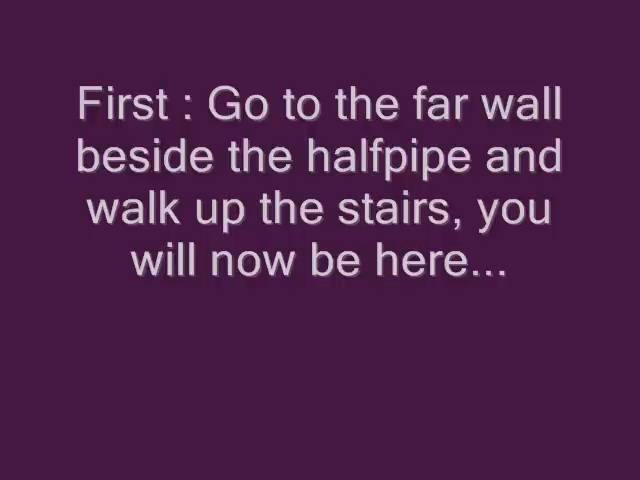 First : Go to the far wall
beside the halfpipe and
walk up the stairs, you
will now be here...